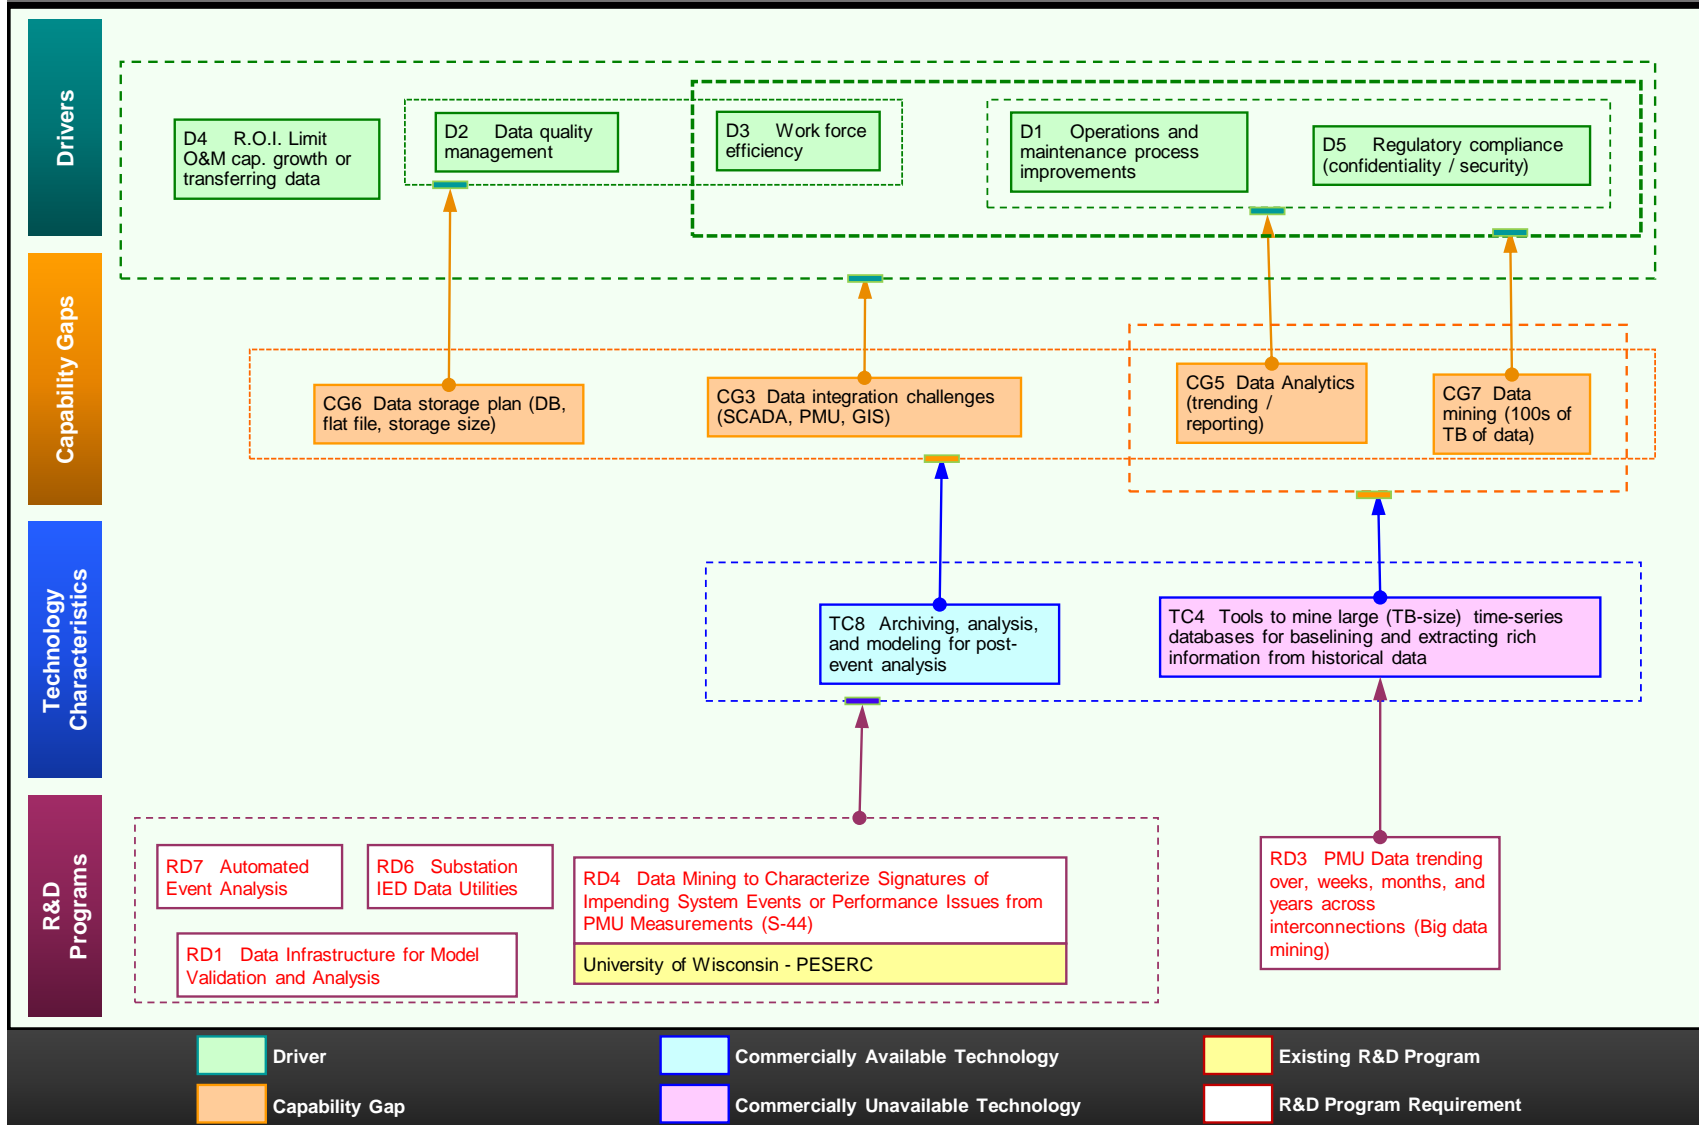 Drivers
D4 R.O.I. Limit
O&M cap. growth or
transferring data
D2 Data quality
management
D3 Work force
efficiency
D1 Operations and
maintenance process
improvements
D5 Regulatory compliance
(confidentiality / security)
Capability Gaps
CG6 Data storage plan (DB,
flat file, storage size)
CG3 Data integration challenges
(SCADA, PMU, GIS)
CG5 Data Analytics
(trending /
reporting)
CG7 Data
mining (100s of
TB of data)
Technology
Characteristics
TC8 Archiving, analysis,
and modeling for post-
event analysis
TC4 Tools to mine large (TB-size) time-series
databases for baselining and extracting rich
information from historical data
R&D
Programs
RD7 Automated
Event Analysis
RD6 Substation
IED Data Utilities
RD1 Data Infrastructure for Model
Validation and Analysis
RD4 Data Mining to Characterize Signatures of
Impending System Events or Performance Issues from
PMU Measurements (S-44)
University of Wisconsin - PESERC
RD3 PMU Data trending
over, weeks, months, and
years across
interconnections (Big data
mining)
Driver
Commercially Available Technology
Existing R&D Program
Capability Gap
Commercially Unavailable Technology
R&D Program Requirement